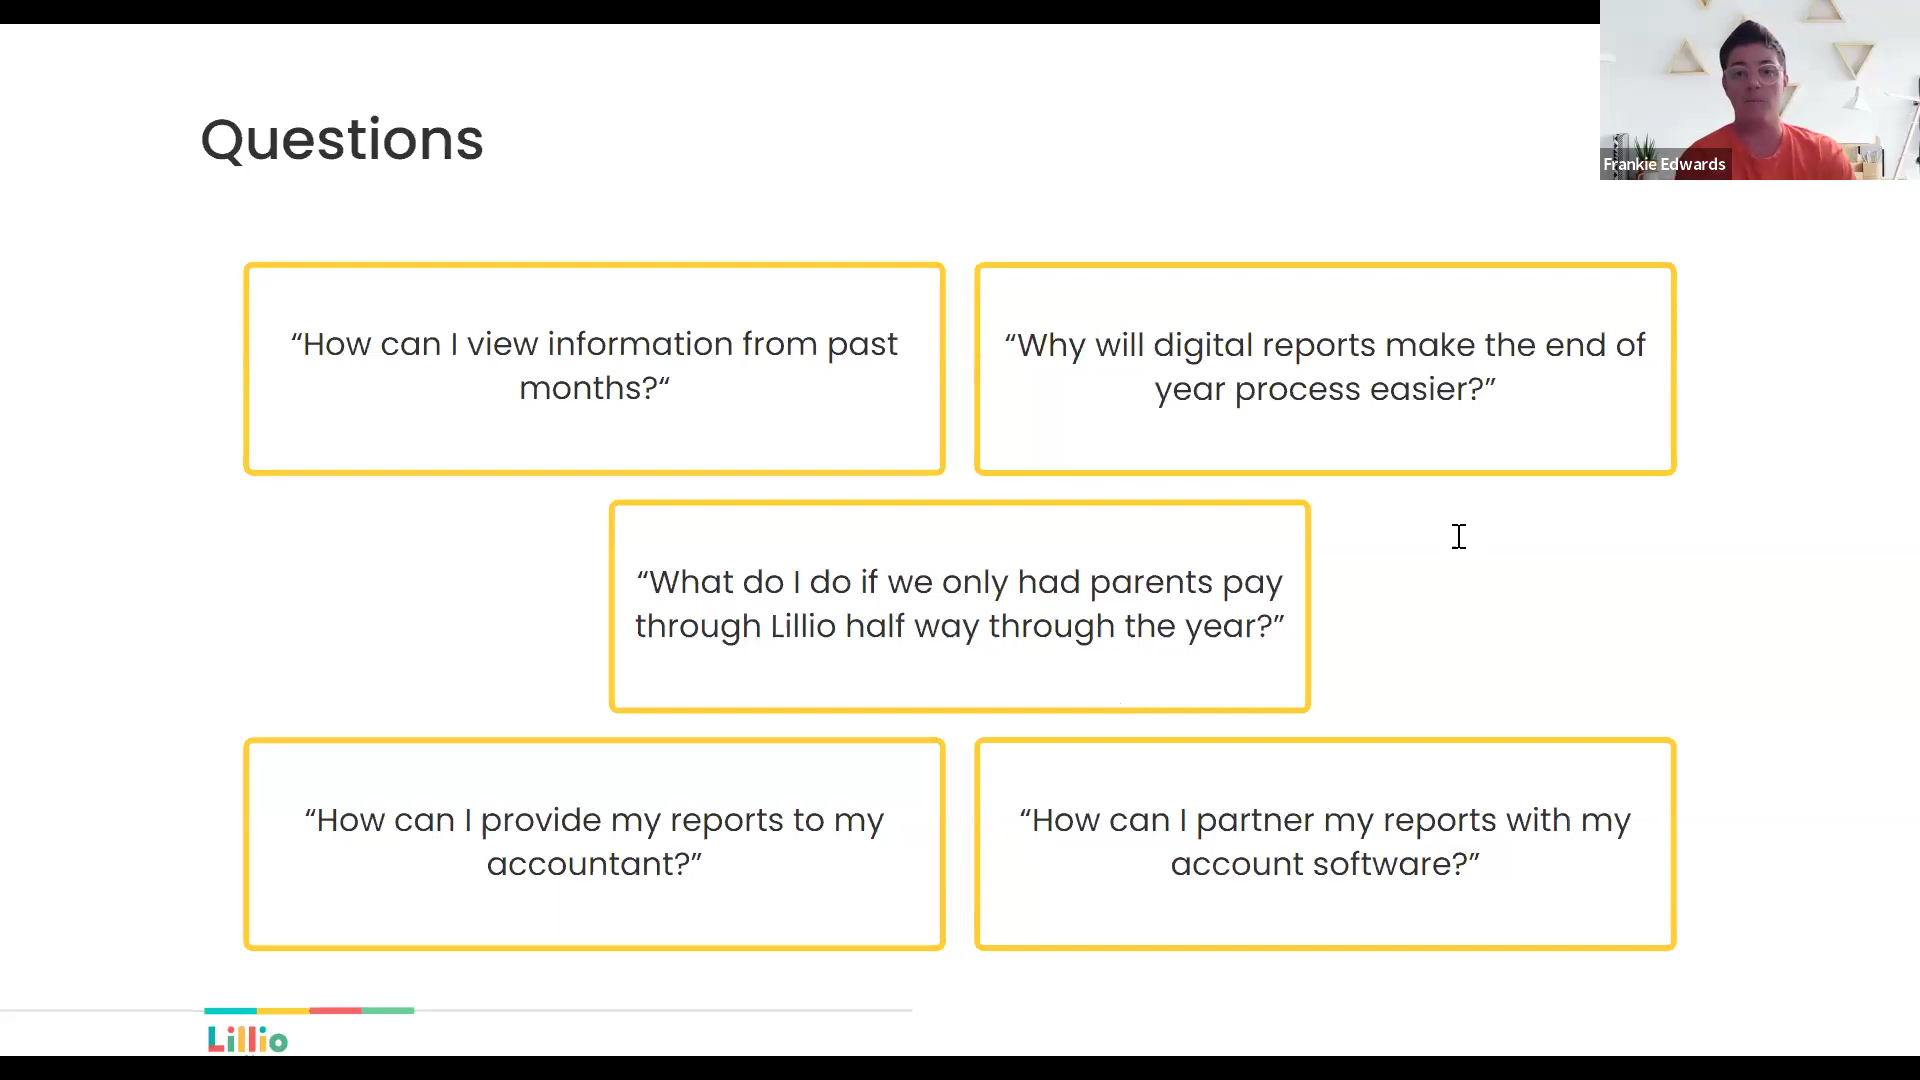 Questions
Frankie Edwards
“How can I view information from past
months?“
“Why will digital reports make the end of
year process easier?”
“What do I do if we only had parents pay
through Lillio half way through the year?”
“How can I provide my reports to my
accountant?”
“How can I partner my reports with my
account software?”
Lillio